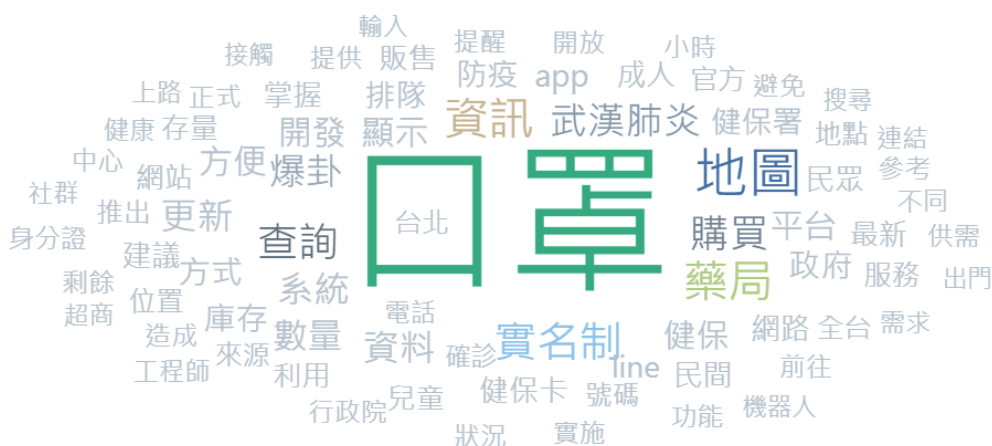 輸入
接觸 提供 販售 提醒 開放 小時
防疫 app 成人 官方 避免
上路 正式 掌握 排隊 資訊 武漢肺炎 健保署 搜尋
健康 存量 開發 顯示 地點 連結
中心 網站 方便 爆卦 口罩 地圖 民眾 參考
社群 推出 更新 台北 購買 平台 不同
身分證 建議 查詢 最新 供需
剩餘 方式 系統 藥局 政府 服務 出門
超商 位置 庫存 電話
造成 數量 資料 實名制 健保 網路 全台 需求
工程師 來源 利用 確診 line 民間 前往
行政院 兒童 健保卡 號碼 功能 機器人
狀況 實施